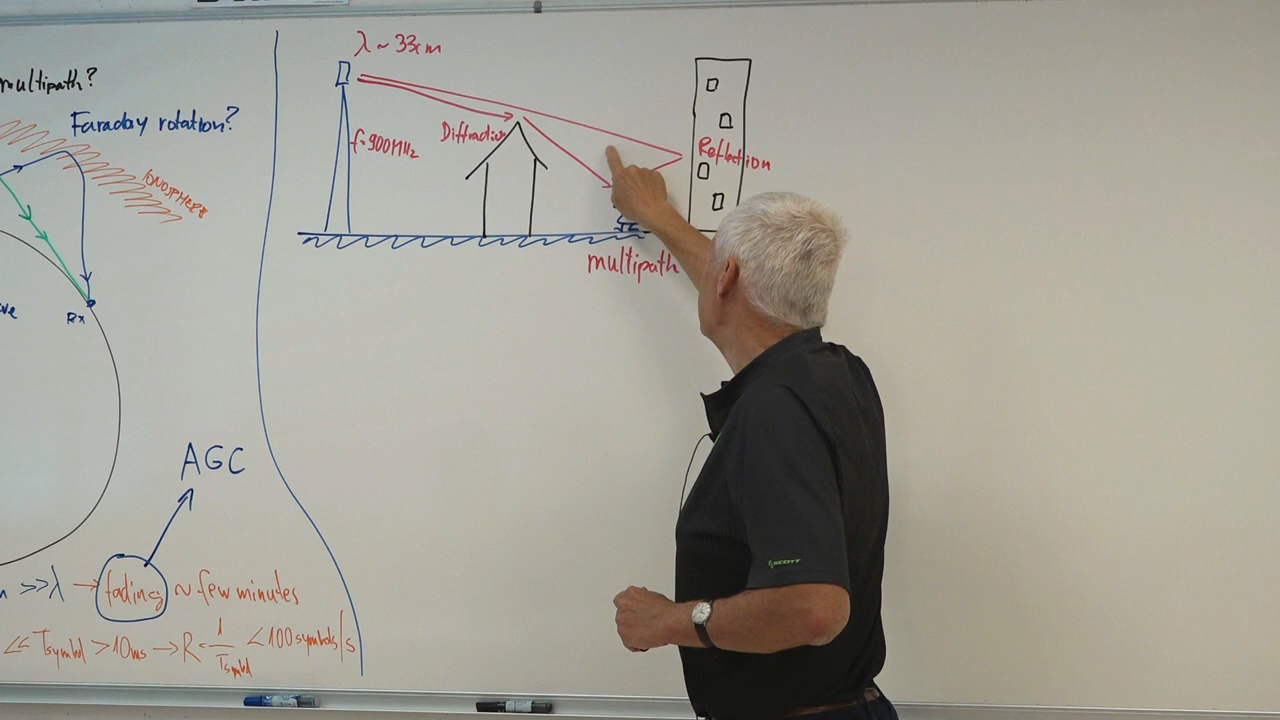 multipath?
Faraday rotation?
IONOSPHERE
Rx
AGC
>>λ → fading ~ few minutes
<< Tsymbol > 10ms → R < 1/Tsymbol < 100 symbols/s
λ ~ 33cm
f=900MHz
Diffraction
Reflection
multipath
SCOTT